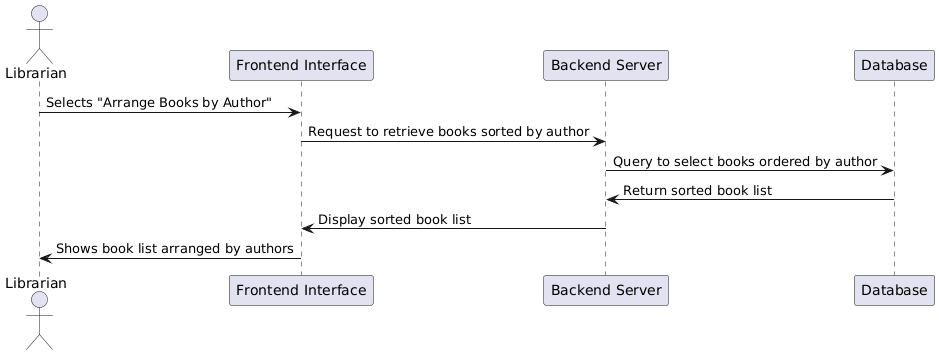 Librarian
Frontend Interface
Backend Server
Database
Selects "Arrange Books by Author"
Request to retrieve books sorted by author
Query to select books ordered by author
Return sorted book list
Display sorted book list
Shows book list arranged by authors
Librarian
Frontend Interface
Backend Server
Database